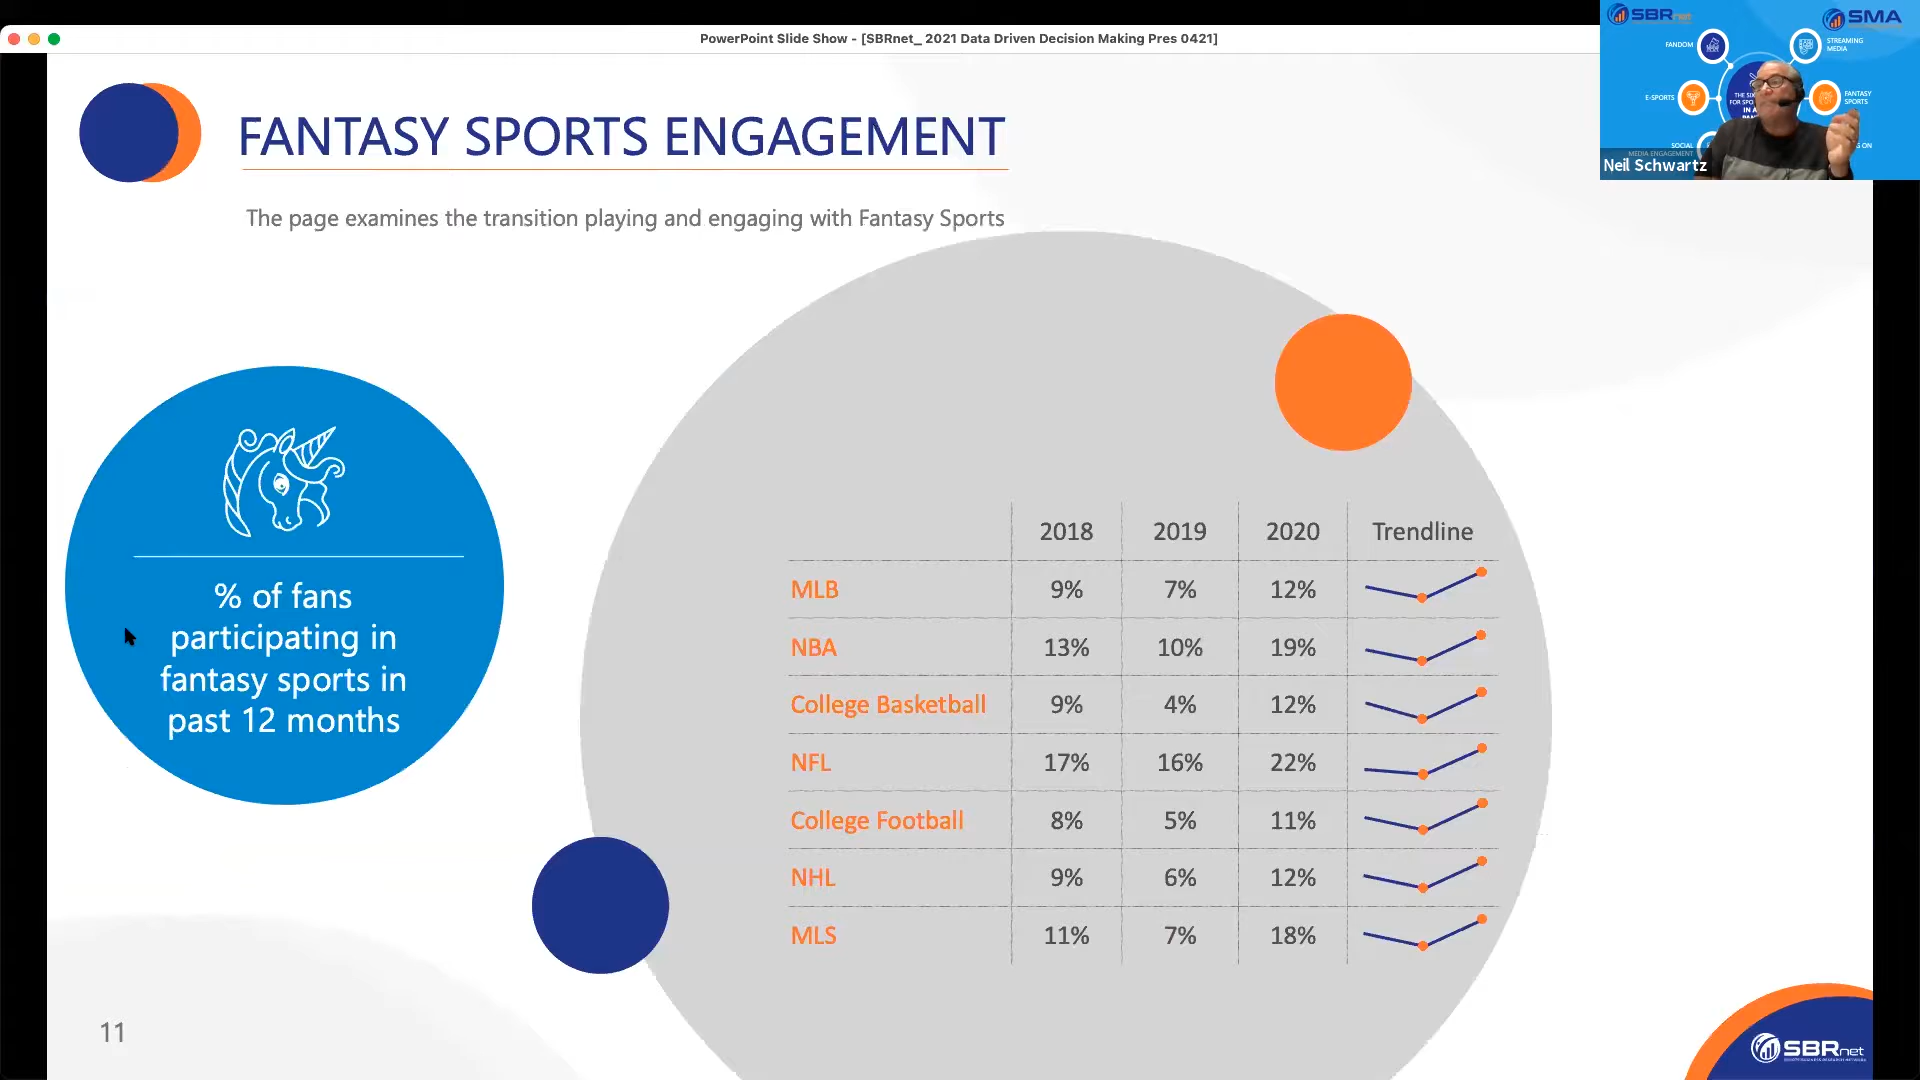 PowerPoint Slide Show - [SBRnet_ 2021 Data Driven Decision Making Pres 0421]
SBRnet
SMA
FANDOM
STREAMING
MEDIA
E-SPORTS
FANTASY
SPORTS
SOCIAL
MEDIA ENGAGEMENT
Neil Schwartz
FANTASY SPORTS ENGAGEMENT
The page examines the transition playing and engaging with Fantasy Sports
% of fans
participating in
fantasy sports in
past 12 months
2018 2019 2020 Trendline
MLB 9% 7% 12%
NBA 13% 10% 19%
College Basketball 9% 4% 12%
NFL 17% 16% 22%
College Football 8% 5% 11%
NHL 9% 6% 12%
MLS 11% 7% 18%
11
SBRnet